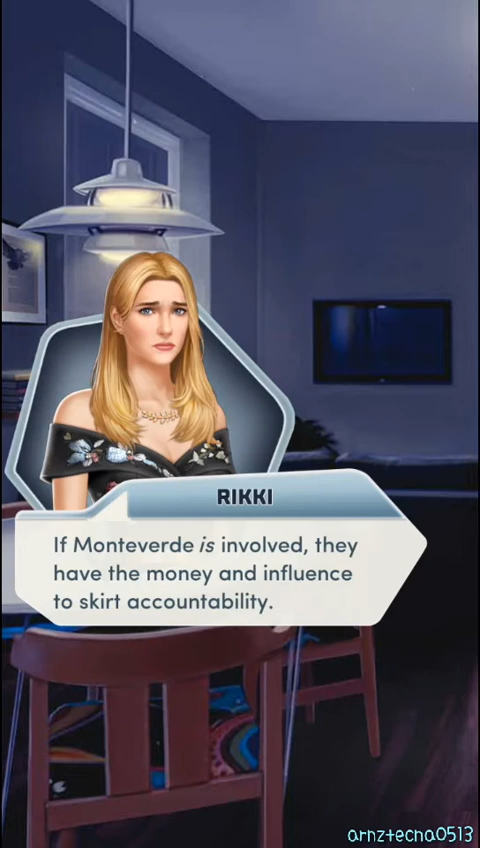 RIKKI
If Monteverde is involved, they
have the money and influence
to skirt accountability.
arnztecna0513